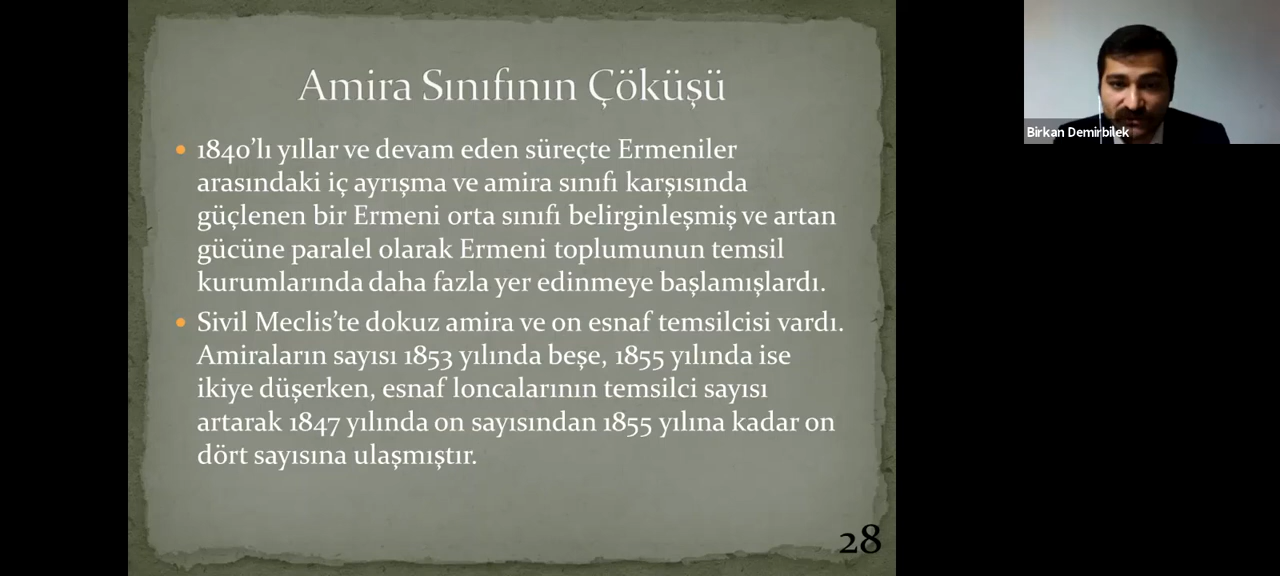 Amira Sınıfının Çöküşü
• 1840’lı yıllar ve devam eden süreçte Ermeniler
arasındaki iç ayrışma ve amira sınıfı karşısında
güçlenen bir Ermeni orta sınıfı belirginleşmiş ve artan
gücüne paralel olarak Ermeni toplumunun temsil
kurumlarında daha fazla yer edinmeye başlamışlardı.
• Sivil Meclis’te dokuz amira ve on esnaf temsilcisi vardı.
Amiraların sayısı 1853 yılında beşe, 1855 yılında ise
ikiye düşerken, esnaf loncalarının temsilci sayısı
artarak 1847 yılında on sayısından 1855 yılına kadar on
dört sayısına ulaşmıştır.
28
Birkan Demirbilek